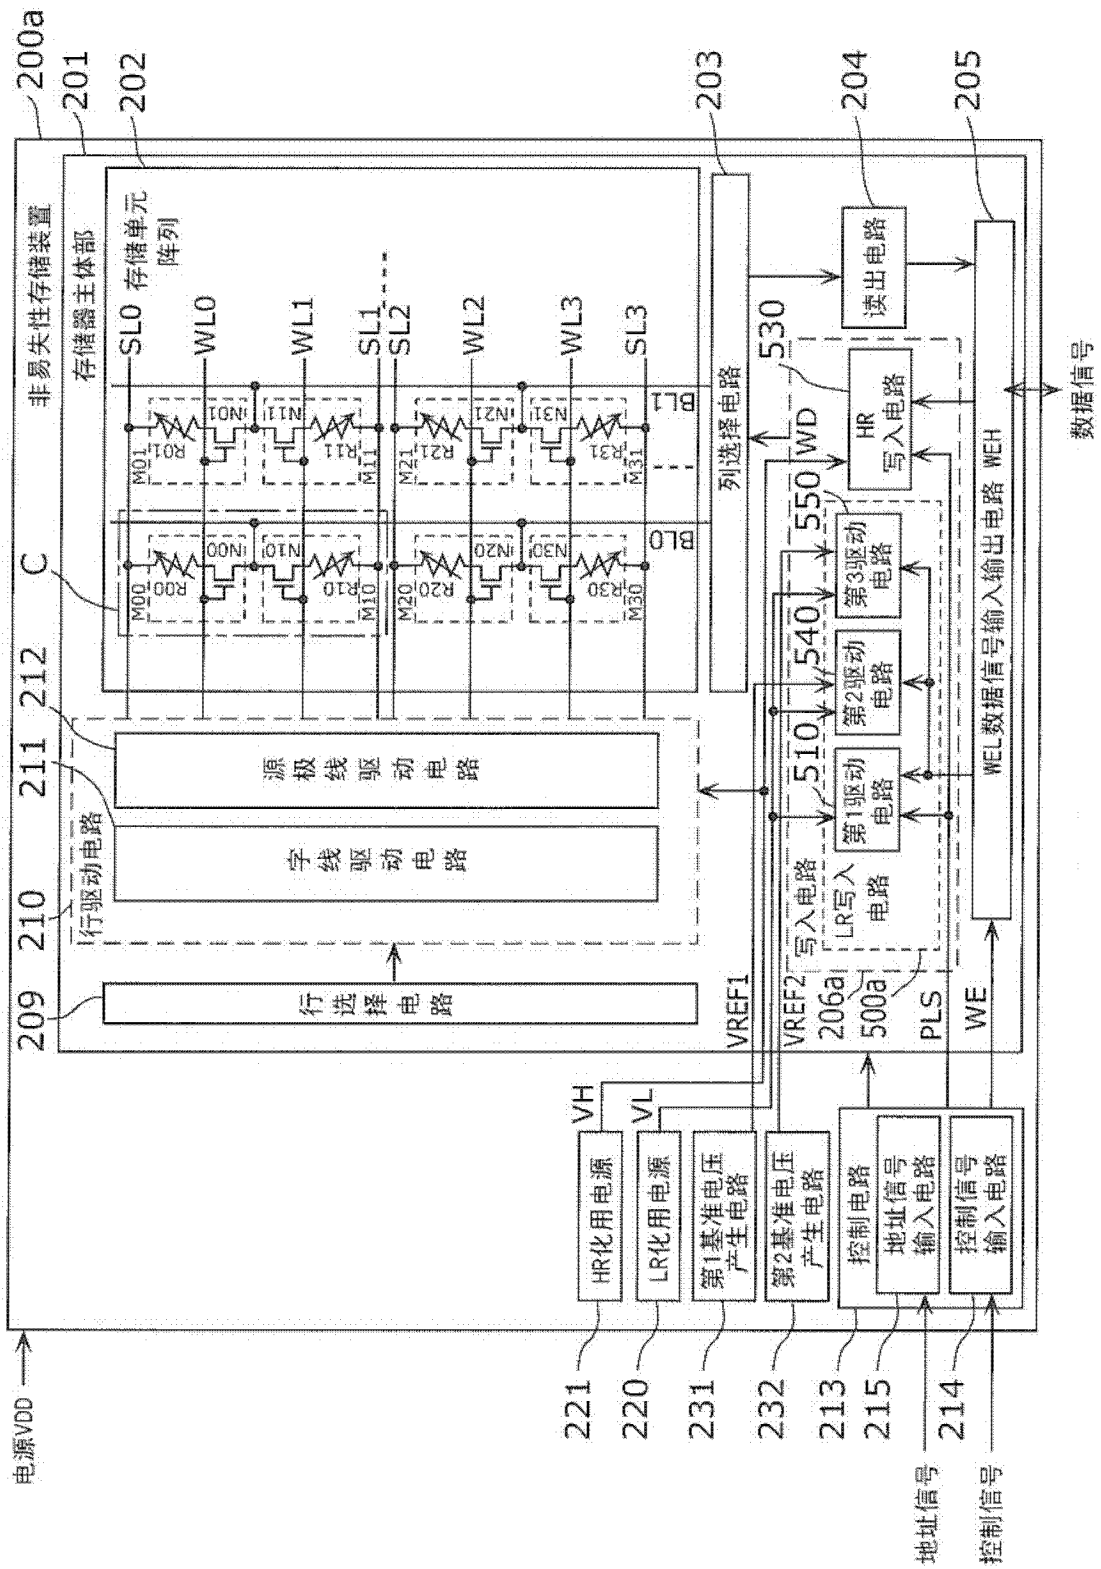 200a
201
202
203
204
205
非易失性存储装置
存储器主体部
存储单元
阵列
SL0
WL0
WL1
SL1
SL2
WL2
WL3
SL3
M01
R01
N01
N11
R11
M11
M21
R21
N21
N31
R31
M31
BL1
C
M00
R00
N00
N10
R10
M10
M20
R20
N20
N30
R30
M30
BL0
列选择电路
读出电路
530
WD
HR
写入电路
550
第3驱动
电路
540
第2驱动
电路
510
第1驱动
电路
写入电路
LR写入
电路
WEL
数据信号输入输出电路
WEH
数据信号
212
211
210
209
源极线驱动电路
字线驱动电路
行驱动电路
行选择电路
VREF1
VREF2
206a
500a
PLS
WE
VH
VL
HR化用电源
LR化用电源
第1基准电压
产生电路
第2基准电压
产生电路
控制电路
地址信号
输入电路
控制信号
输入电路
221
220
231
232
213
215
214
电源VDD
地址信号
控制信号